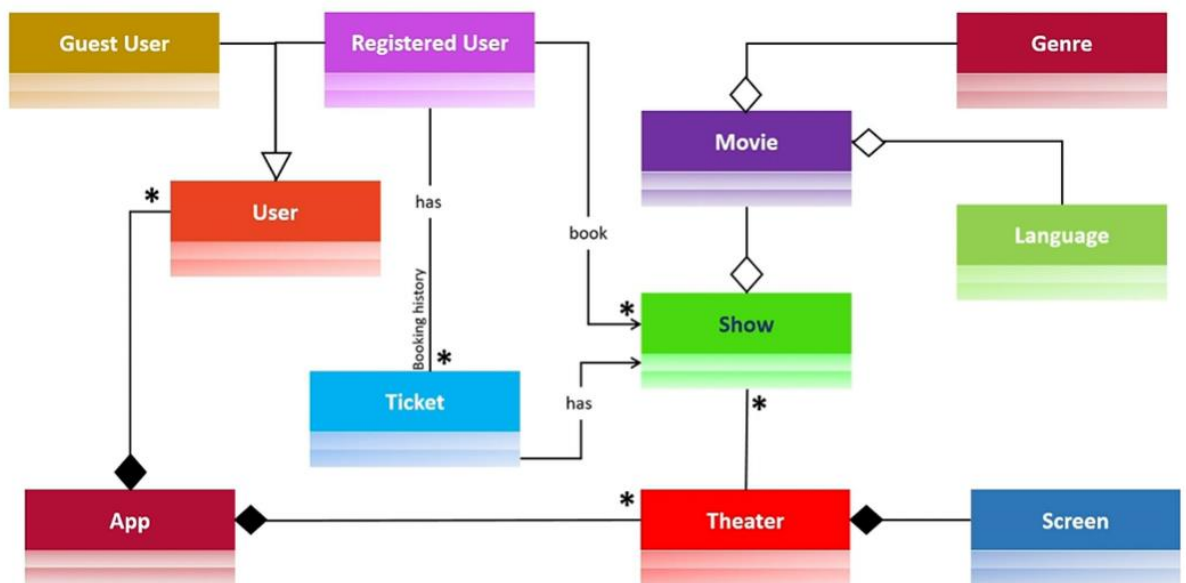 Guest User
Registered User
Genre
Movie
*
User
has
book
Language
Booking history
*
Show
*
*
Ticket
has
*
App
Theater
Screen